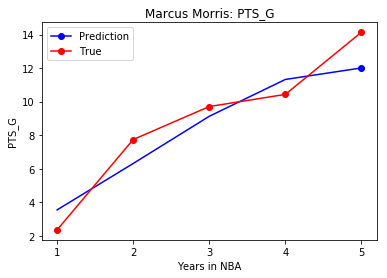 Marcus Morris: PTS_G
Prediction
True
PTS_G
14
12
10
8
6
4
2
1 2 3 4 5
Years in NBA